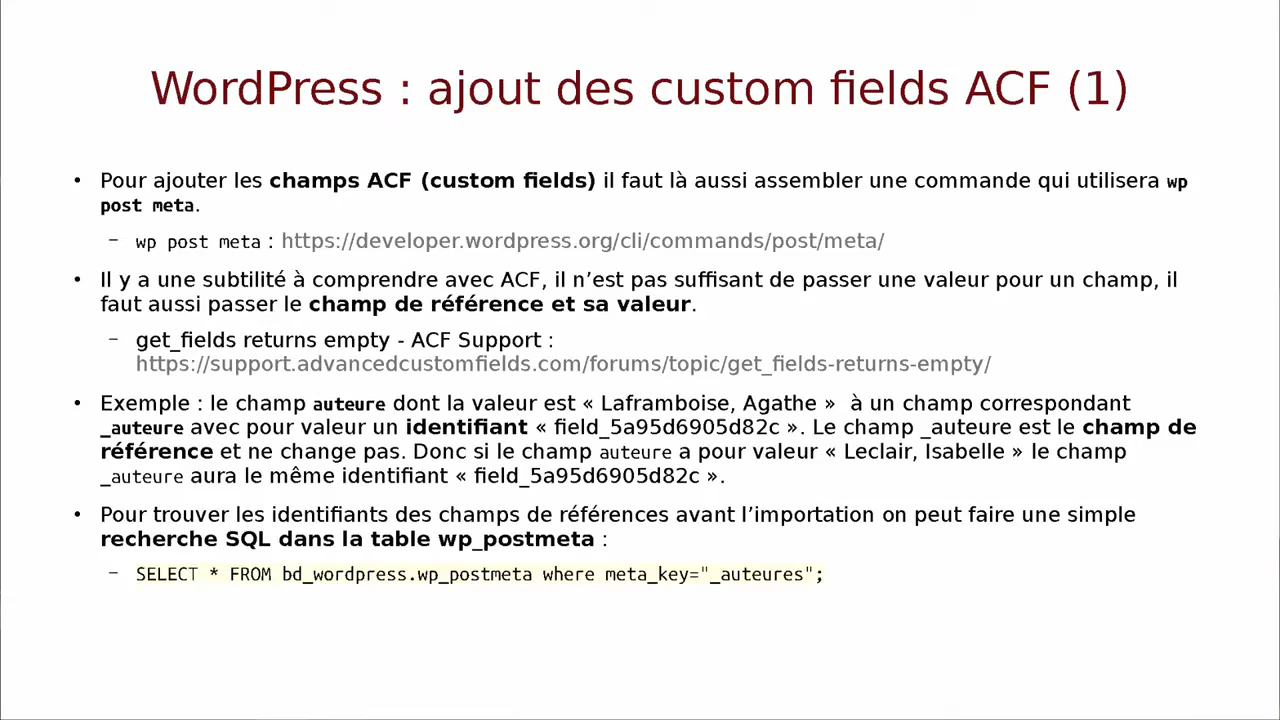 WordPress : ajout des custom fields ACF (1)
• Pour ajouter les champs ACF (custom fields) il faut là aussi assembler une commande qui utilisera wp
post meta.
– wp post meta : https://developer.wordpress.org/cli/commands/post/meta/
• Il y a une subtilité à comprendre avec ACF, il n’est pas suffisant de passer une valeur pour un champ, il
faut aussi passer le champ de référence et sa valeur.
– get_fields returns empty - ACF Support :
https://support.advancedcustomfields.com/forums/topic/get_fields-returns-empty/
• Exemple : le champ auteure dont la valeur est « Laframboise, Agathe »  à un champ correspondant
_auteure avec pour valeur un identifiant « field_5a95d6905d82c ». Le champ _auteure est le champ de
référence et ne change pas. Donc si le champ auteure a pour valeur « Leclair, Isabelle » le champ
_auteure aura le même identifiant « field_5a95d6905d82c ».
• Pour trouver les identifiants des champs de références avant l’importation on peut faire une simple
recherche SQL dans la table wp_postmeta :
– SELECT * FROM bd_wordpress.wp_postmeta where meta_key="_auteures";